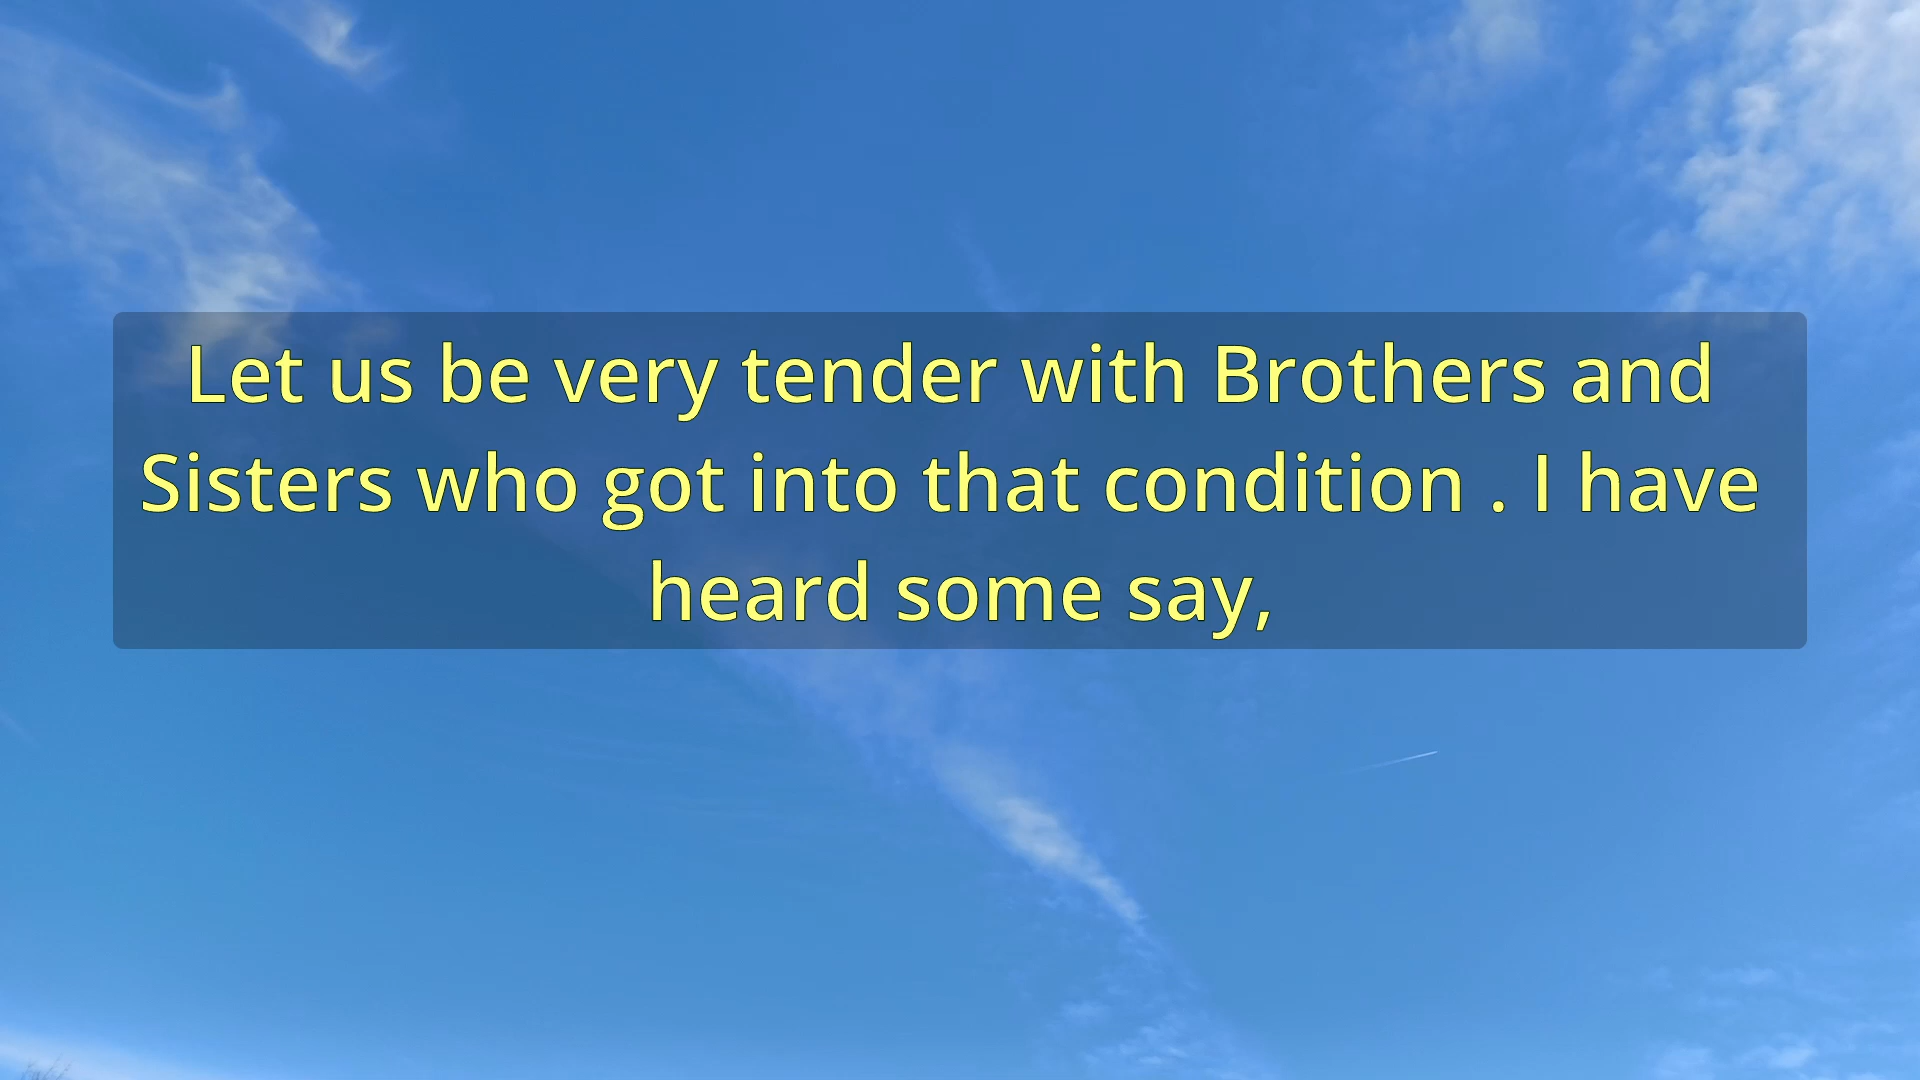 Let us be very tender with Brothers and
Sisters who got into that condition . I have
heard some say,